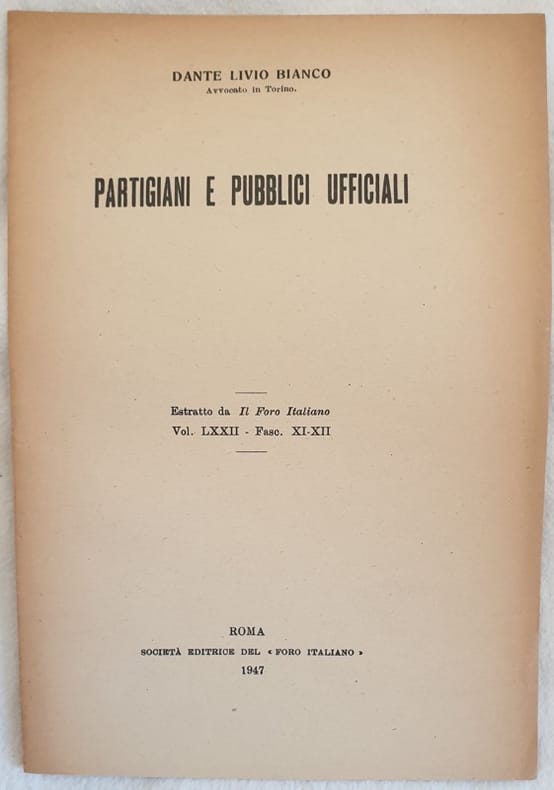 DANTE LIVIO BIANCO
Avvocato in Torino.
PARTIGIANI E PUBBLICI UFFICIALI
Estratto da Il Foro Italiano
Vol. LXXII - Fasc. XI-XII
ROMA
SOCIETÀ EDITRICE DEL « FORO ITALIANO »
1947